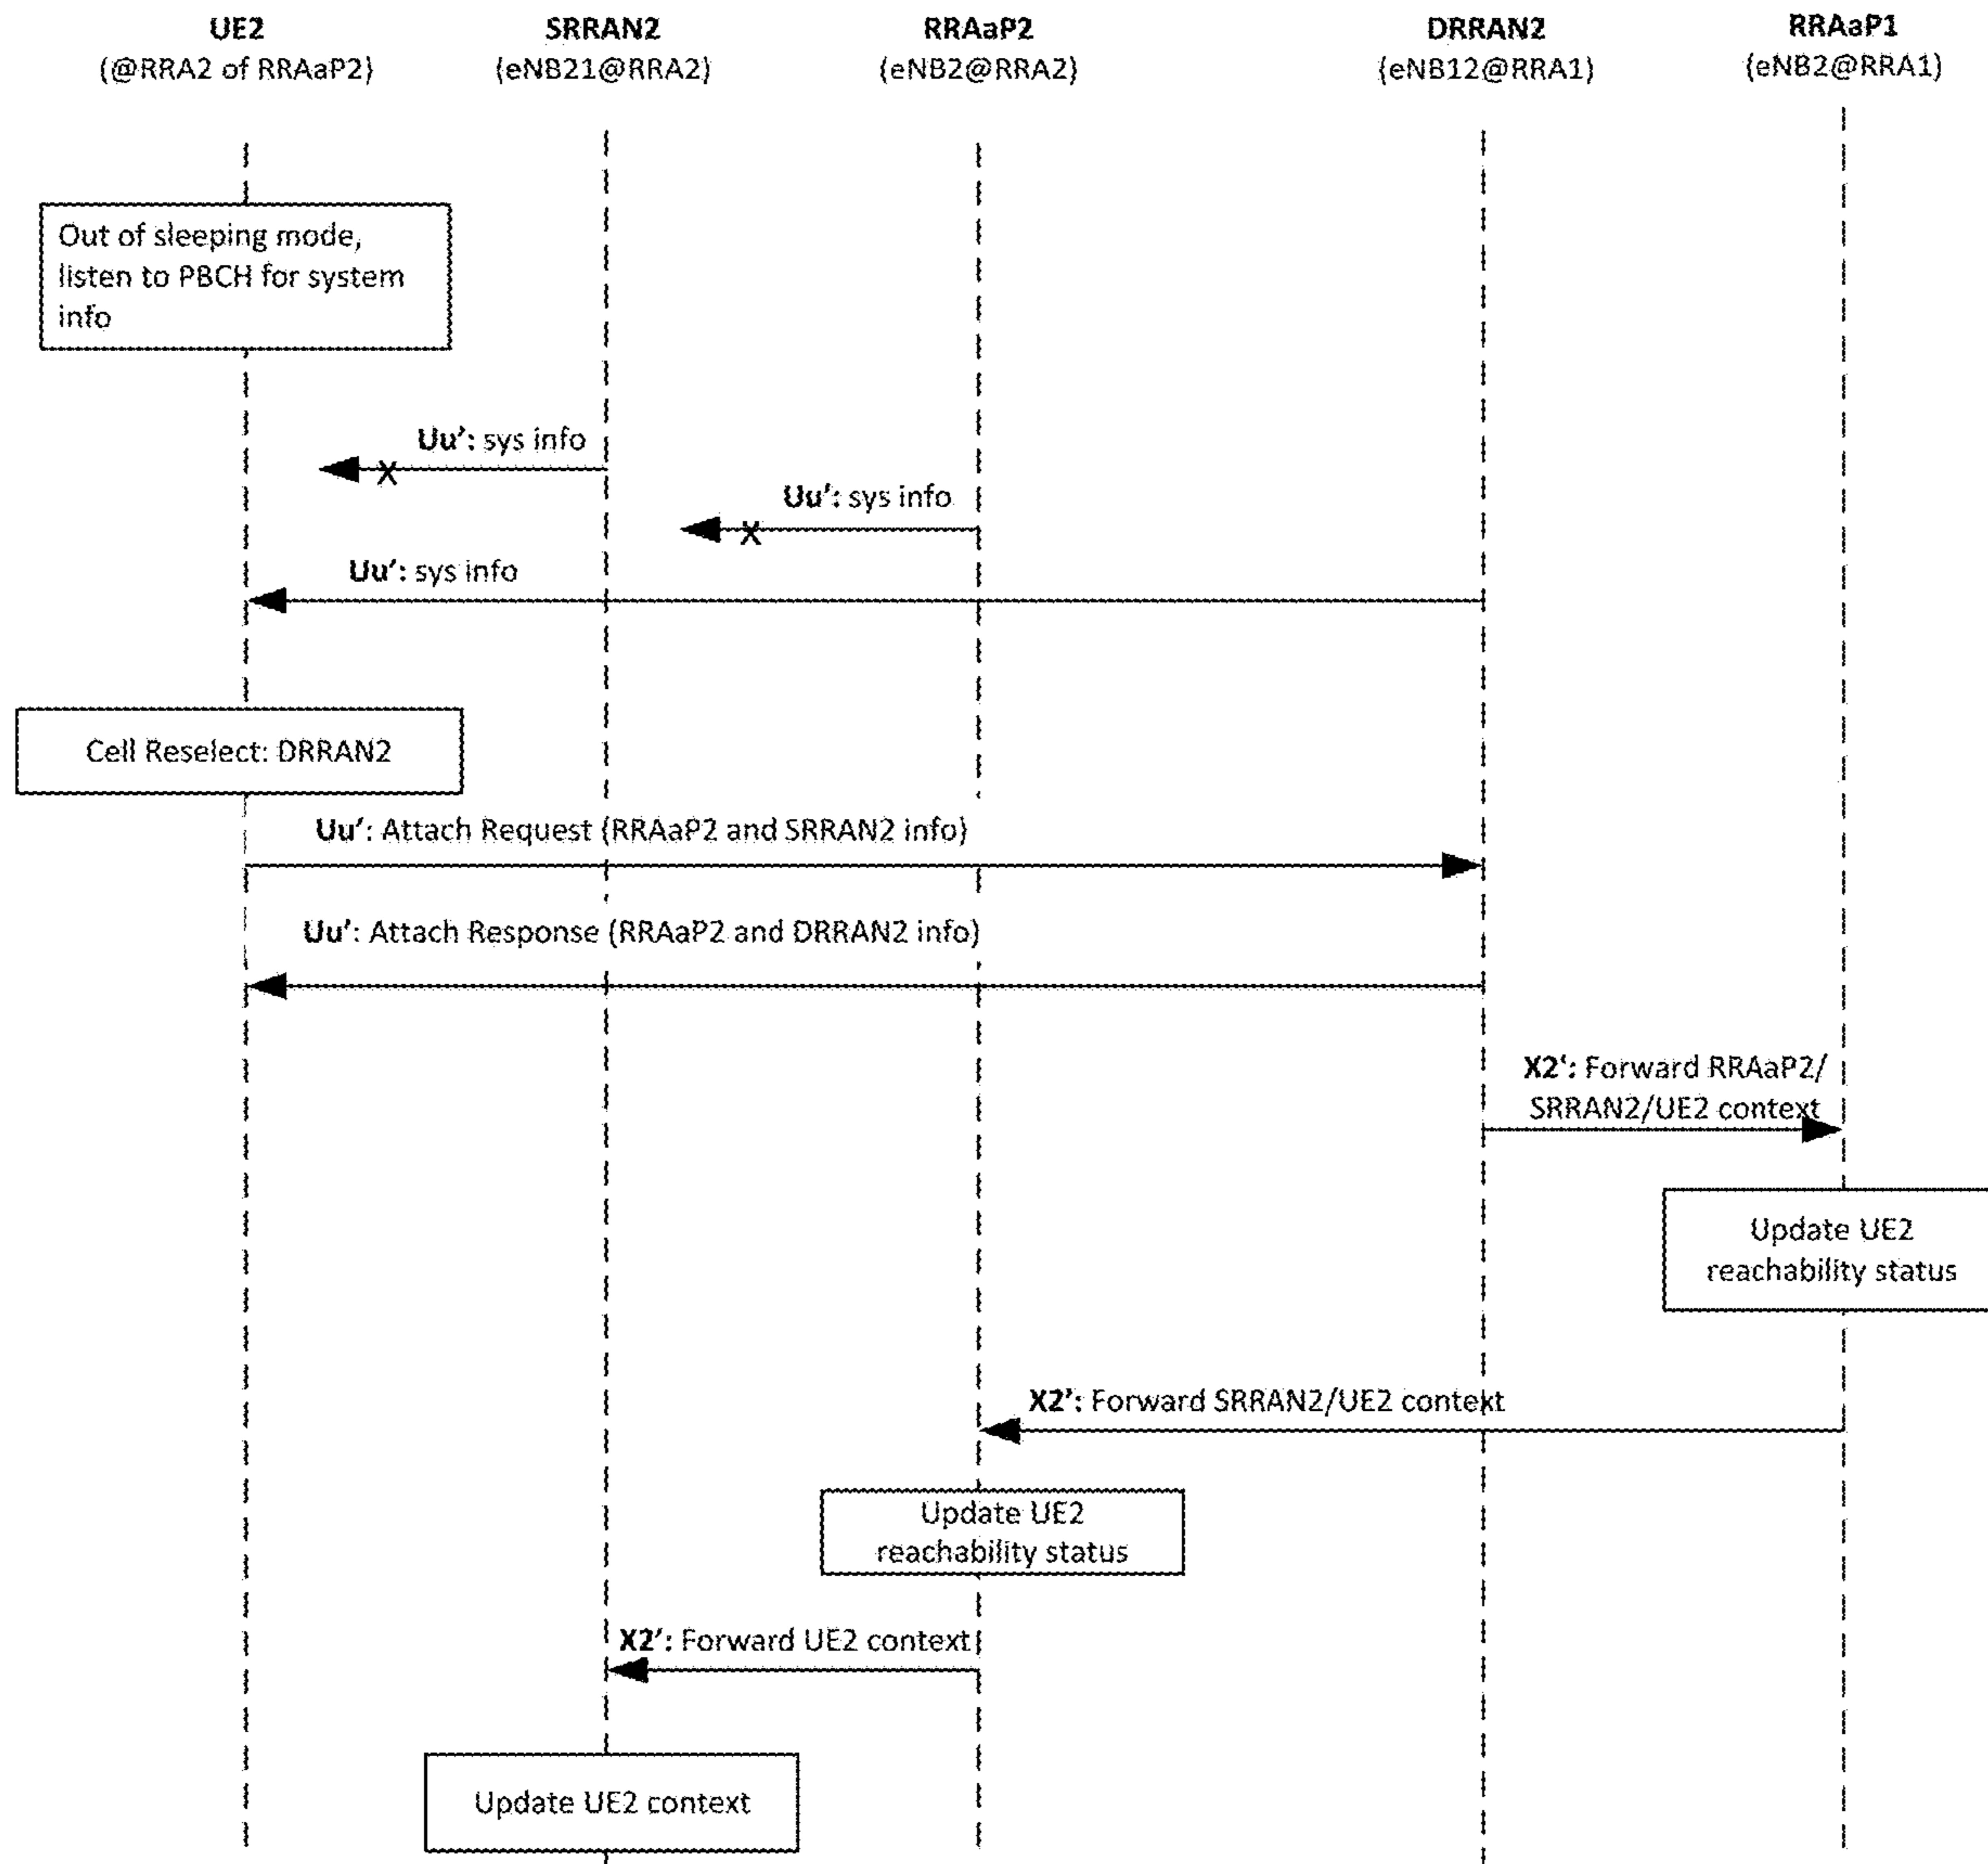 UE2
(@RRA2 of RRAaP2)
SRRAN2
(eNB21@RRA2)
RRAaP2
(eNB2@RRA2)
DRRAN2
(eNB12@RRA1)
RRAaP1
(eNB2@RRA1)
Out of sleeping mode,
listen to PBCH for system
info
Uu': sys info
X
Uu': sys info
X
Uu': sys info
Cell Reselect: DRRAN2
Uu': Attach Request (RRAaP2 and SRRAN2 info)
Uu': Attach Response (RRAaP2 and DRRAN2 info)
X2': Forward RRAaP2/
SRRAN2/UE2 context
Update UE2
reachability status
X2': Forward SRRAN2/UE2 context
Update UE2
reachability status
X2': Forward UE2 context
Update UE2 context